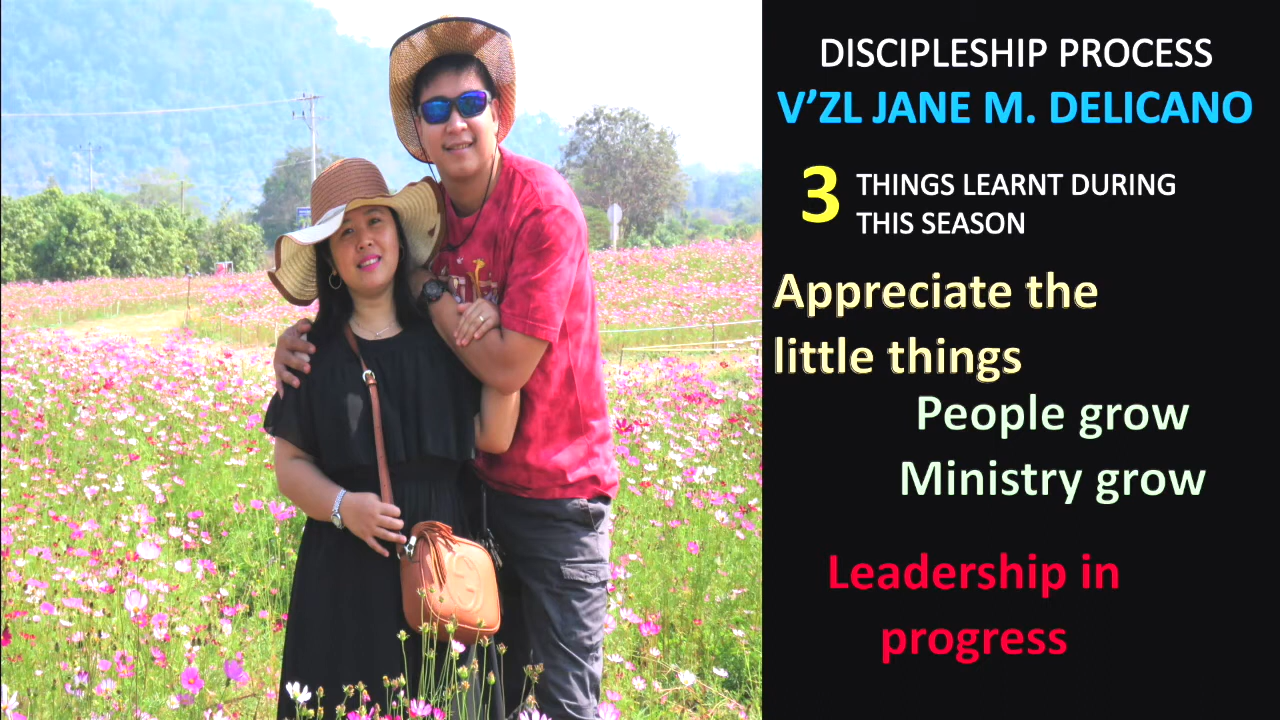 DISCIPLESHIP PROCESS
V’ZL JANE M. DELICANO
3 THINGS LEARNT DURING
THIS SEASON
Appreciate the
little things
People grow
Ministry grow
Leadership in
progress